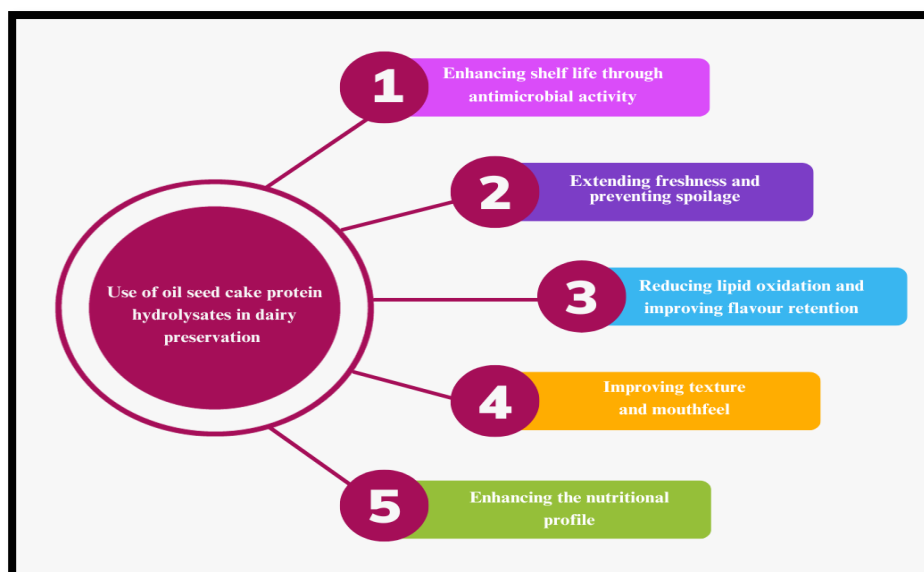 Use of oil seed cake protein
hydrolysates in dairy
preservation
1
Enhancing shelf life through
antimicrobial activity
2
Extending freshness and
preventing spoilage
3
Reducing lipid oxidation and
improving flavour retention
4
Improving texture
and mouthfeel
5
Enhancing the nutritional
profile